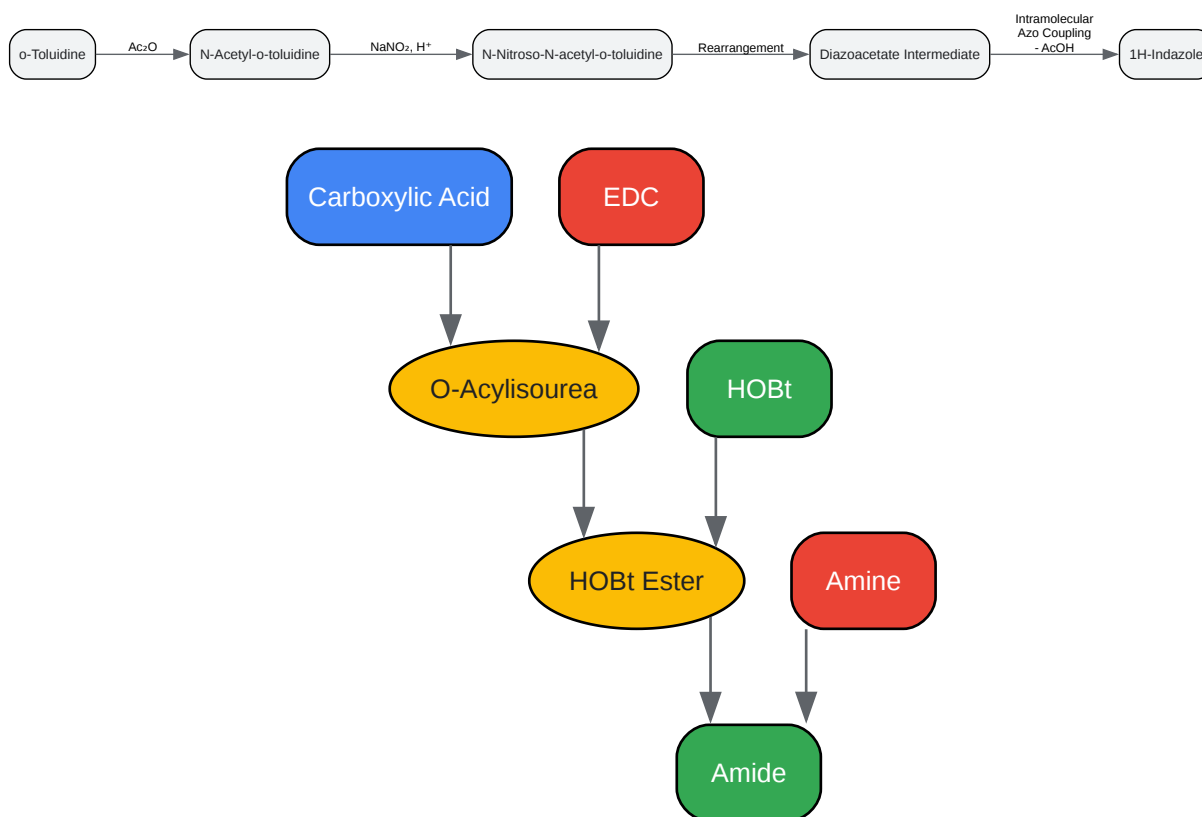 o-Toluidine
Ac₂O
N-Acetyl-o-toluidine
NaNO₂, H⁺
N-Nitroso-N-acetyl-o-toluidine
Rearrangement
Diazoacetate Intermediate
Intramolecular
Azo Coupling
- AcOH
1H-Indazole
Carboxylic Acid
EDC
O-Acylisourea
HOBt
HOBt Ester
Amine
Amide